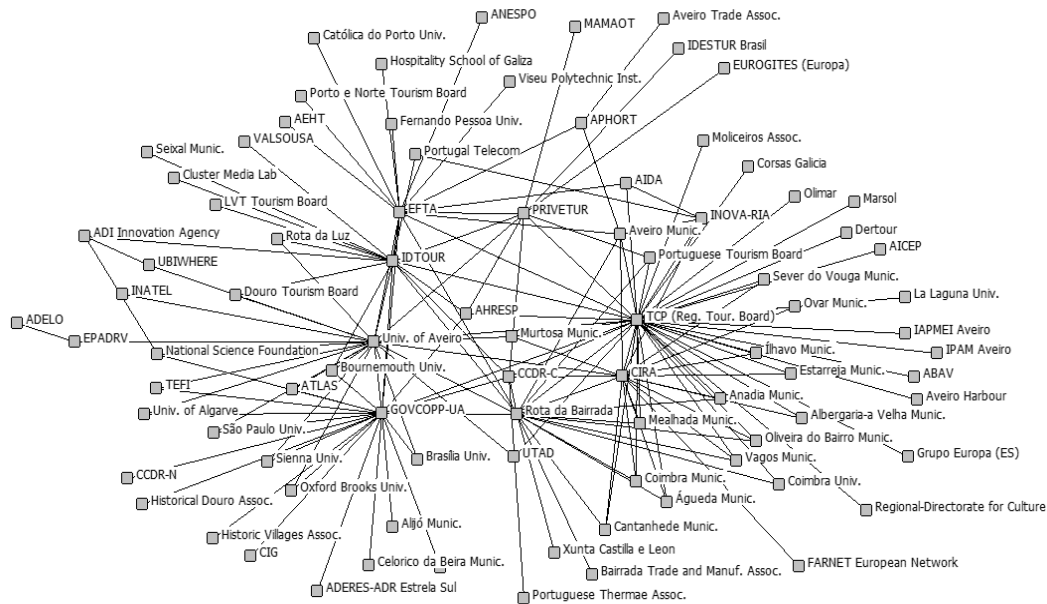 ANESPO
Aveiro Trade Assoc.
MAMAOT
Católica do Porto Univ.
IDESTUR Brasil
Hospitality School of Galiza
EUROGITES (Europa)
Viseu Polytechnic Inst.
Porto e Norte Tourism Board
AEHT
Fernando Pessoa Univ.
APHORT
VALSOUSA
Moliceiros Assoc.
Seixal Munic.
Portugal Telecom
Corsas Galicia
Cluster Media Lab
AIDA
Olimar
Marsol
LVT Tourism Board
EFTA
PRIVETUR
INOVA-RIA
ADI Innovation Agency
Rota da Luz
Aveiro Munic.
Dertour
AICEP
UBIWHERE
IDTOUR
Portuguese Tourism Board
Sever do Vouga Munic.
INATEL
Douro Tourism Board
Ovar Munic.
La Laguna Univ.
ADELO
AHRESP
TCP (Reg. Tour. Board)
IAPMEI Aveiro
EPADRV
Univ. of Aveiro
Murtosa Munic.
National Science Foundation
Ílhavo Munic.
IPAM Aveiro
Bournemouth Univ.
CCDR-C
CIRA
Estarreja Munic.
ABAV
TEFI
ATLAS
Anadia Munic.
Aveiro Harbour
Univ. of Algarve
GOVCOPP-UA
Rota da Bairrada
Mealhada Munic.
Albergaria-a Velha Munic.
São Paulo Univ.
Oliveira do Bairro Munic.
Sienna Univ.
Brasília Univ.
UTAD
Vagos Munic.
Grupo Europa (ES)
CCDR-N
Oxford Brooks Univ.
Coimbra Munic.
Coimbra Univ.
Historical Douro Assoc.
Águeda Munic.
Regional-Directorate for Culture
Alijó Munic.
Cantanhede Munic.
Historic Villages Assoc.
CIG
Xunta Castilla e Leon
Celorico da Beira Munic.
FARNET European Network
Bairrada Trade and Manuf. Assoc.
ADERES-ADR Estrela Sul
Portuguese Thermae Assoc.